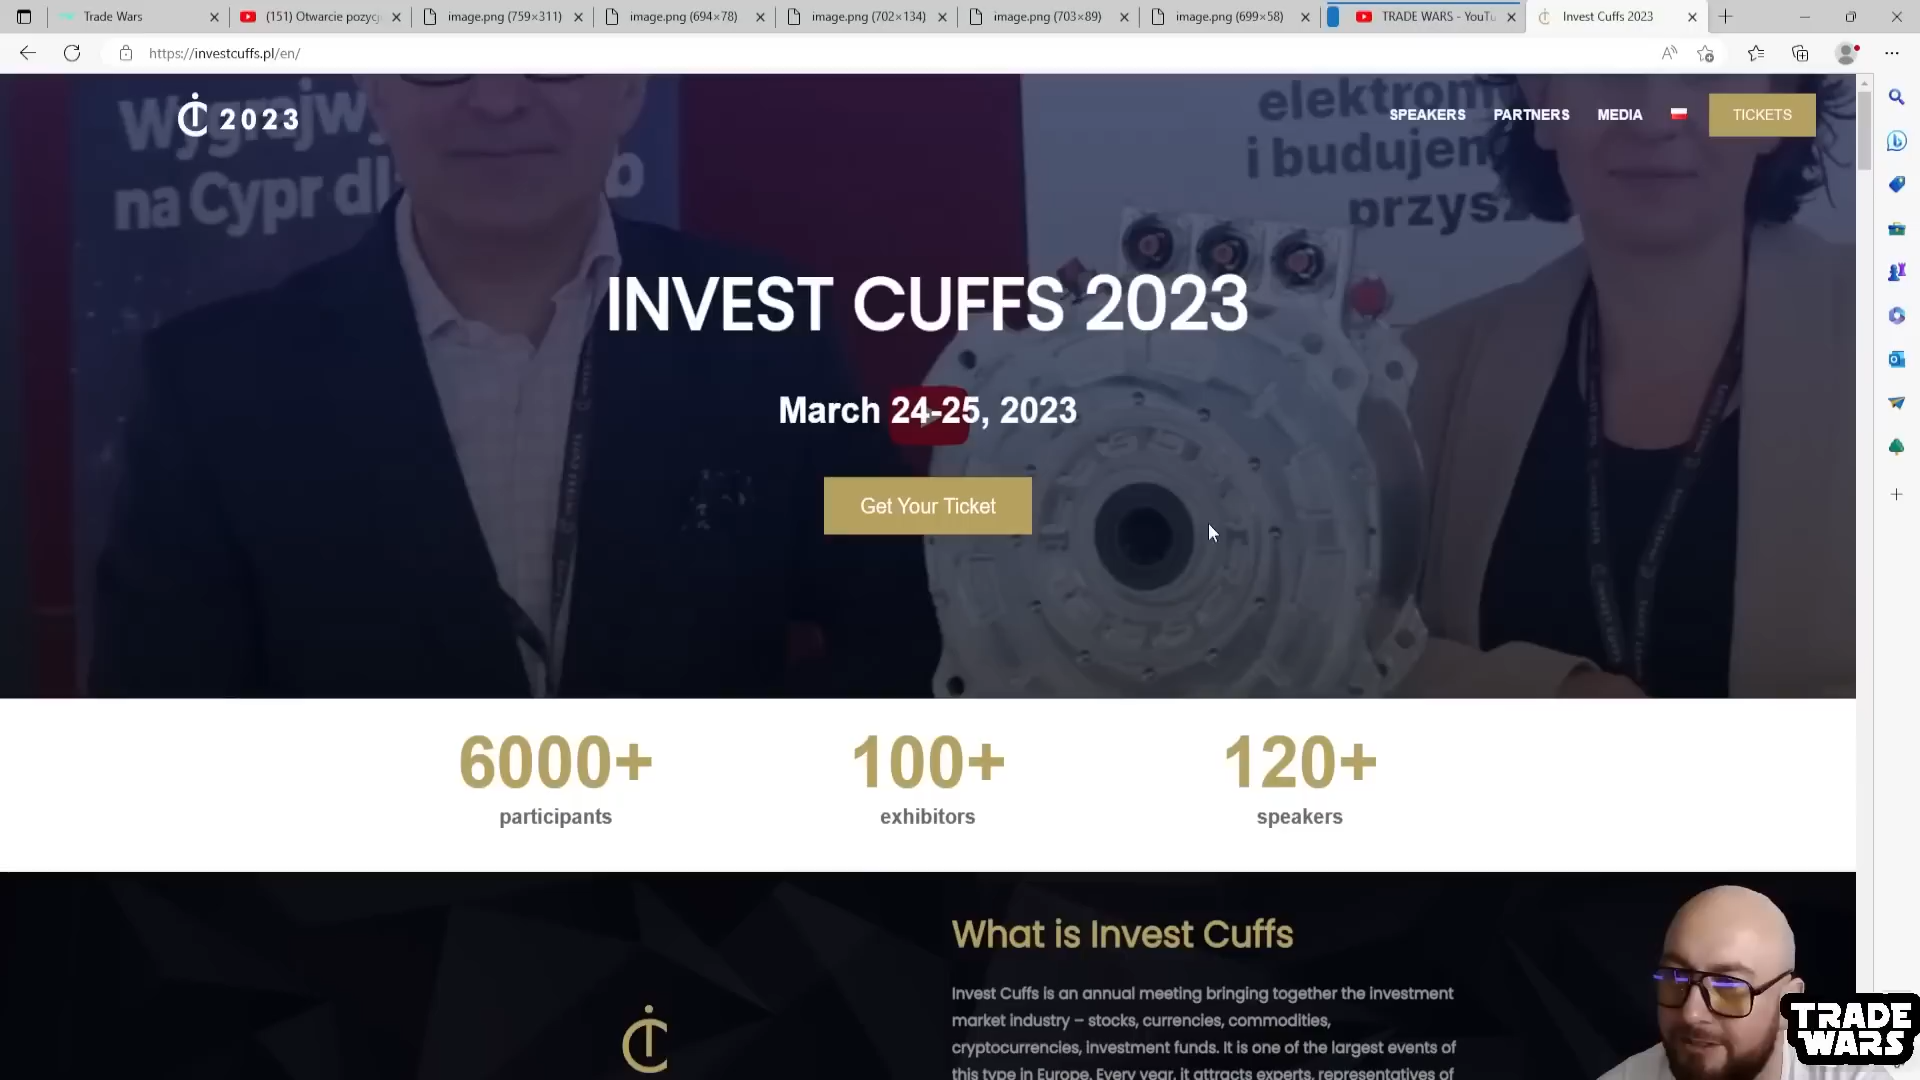 Trade Wars
(151) Otwarcie pozycj
image.png (759×311)
image.png (694×78)
image.png (702×134)
image.png (703×89)
image.png (699×58)
TRADE WARS - YouTu
Invest Cuffs 2023
https://investcuffs.pl/en/
2023
SPEAKERS
PARTNERS
MEDIA
TICKETS
Wygrajw
na Cypr dl
elektrom
i budujem
przysz
INVEST CUFFS 2023
March 24-25, 2023
Get Your Ticket
6000+
100+
120+
participants
exhibitors
speakers
What is Invest Cuffs
Invest Cuffs is an annual meeting bringing together the investment
market industry – stocks, currencies, commodities,
cryptocurrencies, investment funds. It is one of the largest events of
this type in Europe. Every year, it attracts experts, representatives of
TRADE
WARS